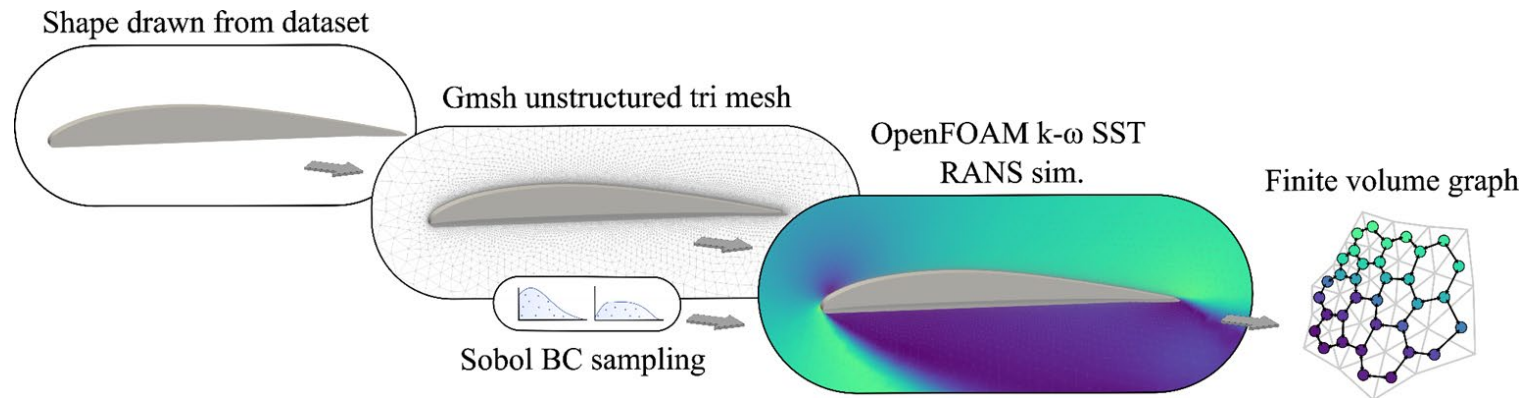 Shape drawn from dataset
Gmsh unstructured tri mesh
OpenFOAM k-ω SST
RANS sim.
Finite volume graph
Sobol BC sampling